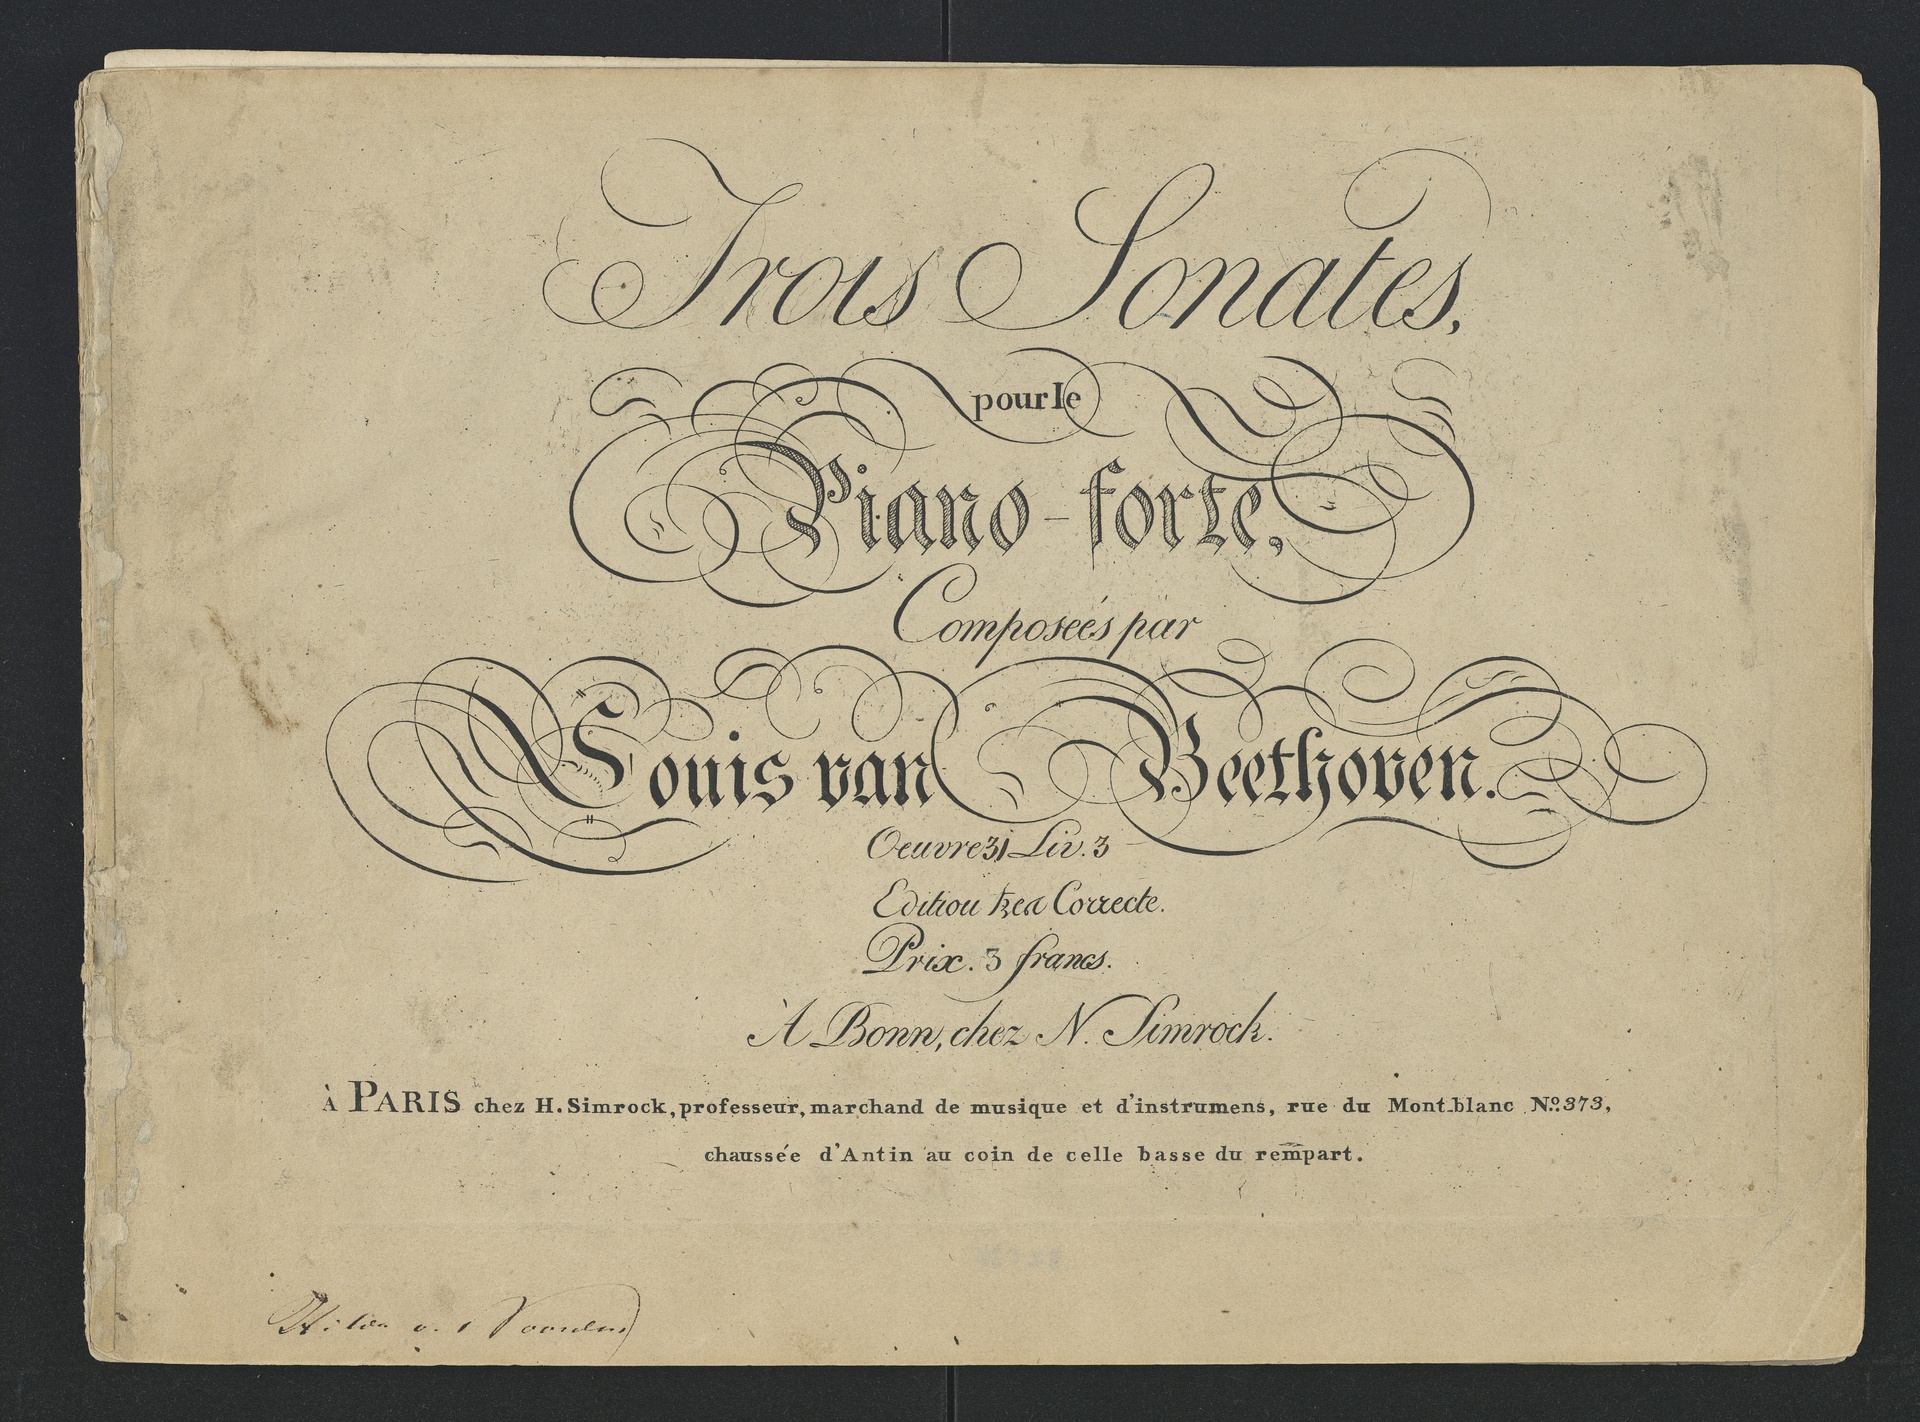 Trois Sonates,
pour le
Piano-forte,
Composeés par
Louis van Beethoven.
Oeuvre 31 Liv. 3
Edition trèa Correcte.
Prix. 3 francs.
À Bonn, chez N. Simrock.
à PARIS chez H. Simrock, professeur, marchand de musique et d'instrumens, rue du Mont-blanc Nº. 373,
chaussée d'Antin au coin de celle basse du rempart.